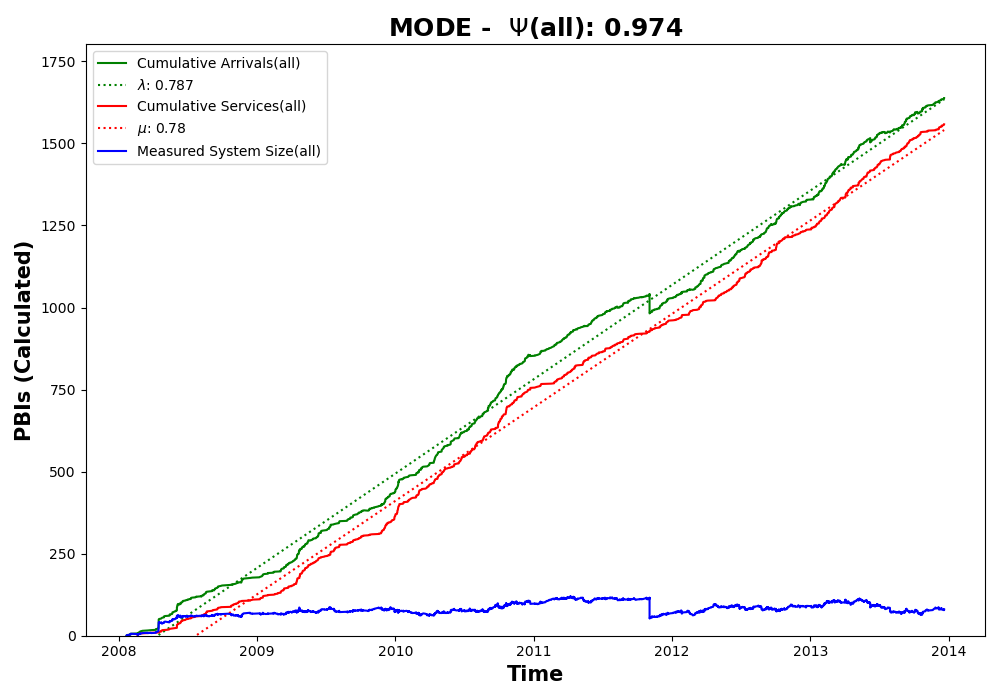 MODE - Ψ(all): 0.974
Cumulative Arrivals(all)
λ: 0.787
Cumulative Services(all)
μ: 0.78
Measured System Size(all)
PBIs (Calculated)
1750
1500
1250
1000
750
500
250
0
2008 2009 2010 2011 2012 2013 2014
Time